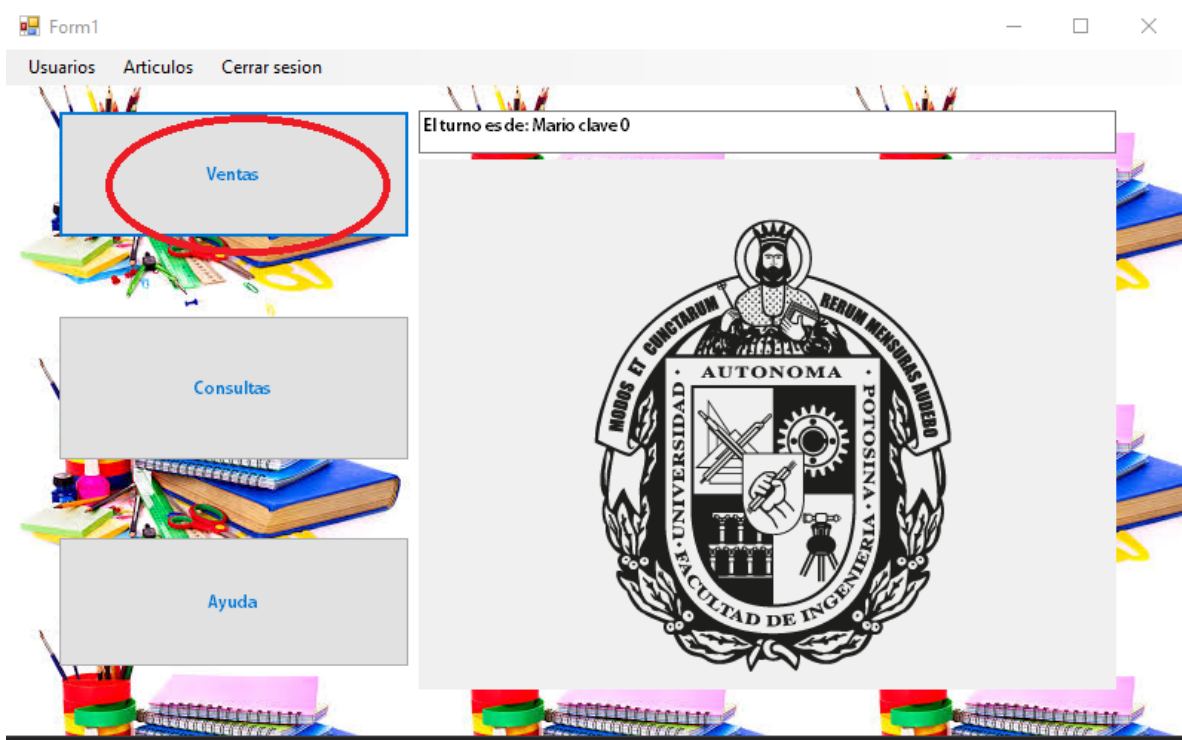 Form1
Usuarios Articulos Cerrar sesion
Ventas
El turno es de: Mario clave 0
Consultas
Ayuda
MODOS ET CUNCTARUM RERUM MENSURAS AUDEBO
AUTONOMA
UNIVERSIDAD
POTOSINA
FACULTAD DE INGENIERIA